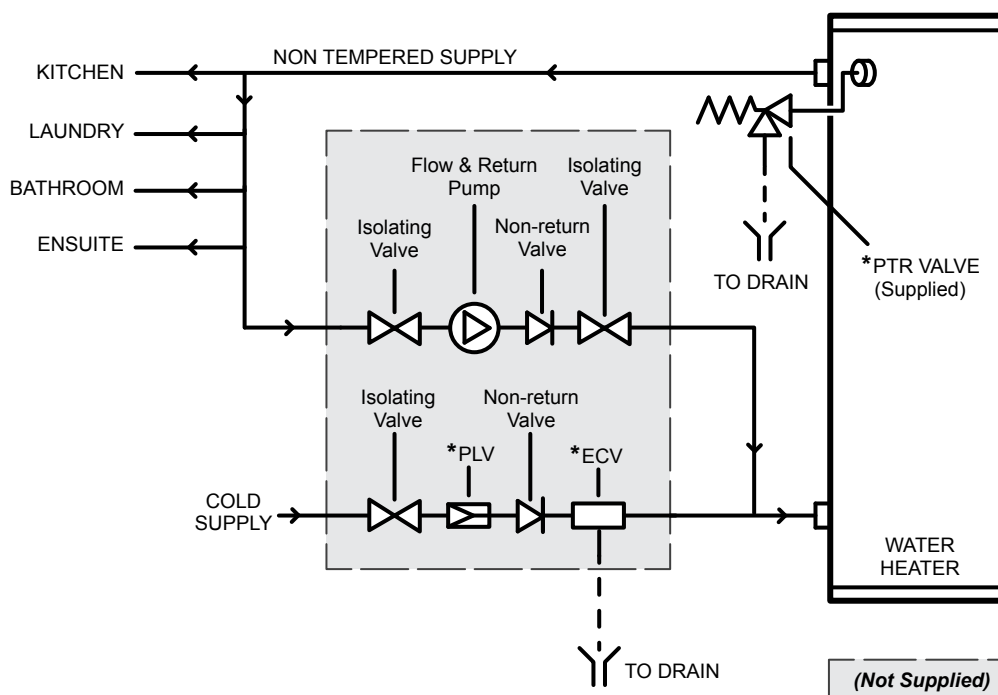 NON TEMPERED SUPPLY
KITCHEN
LAUNDRY
BATHROOM
ENSUITE
Flow & Return
Pump
Isolating
Valve
Isolating
Valve
Non-return
Valve
TO DRAIN
*PTR VALVE
(Supplied)
Isolating
Valve
*PLV
Non-return
Valve
*ECV
COLD
SUPPLY
WATER
HEATER
TO DRAIN
(Not Supplied)